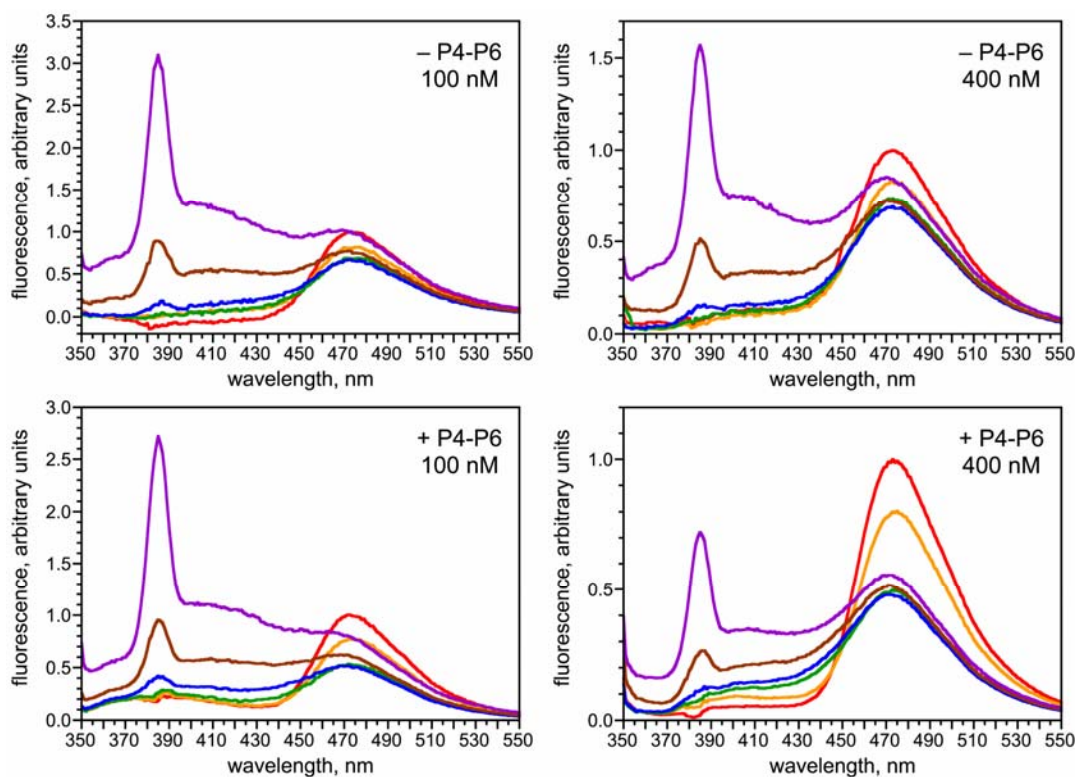 3.5
3.0
2.5
2.0
1.5
1.0
0.5
0.0
fluorescence, arbitrary units
– P4-P6
100 nM
350 370 390 410 430 450 470 490 510 530 550
wavelength, nm
1.5
1.0
0.5
0.0
fluorescence, arbitrary units
– P4-P6
400 nM
350 370 390 410 430 450 470 490 510 530 550
wavelength, nm
3.0
2.5
2.0
1.5
1.0
0.5
0.0
fluorescence, arbitrary units
+ P4-P6
100 nM
350 370 390 410 430 450 470 490 510 530 550
wavelength, nm
1.0
0.5
0.0
fluorescence, arbitrary units
+ P4-P6
400 nM
350 370 390 410 430 450 470 490 510 530 550
wavelength, nm